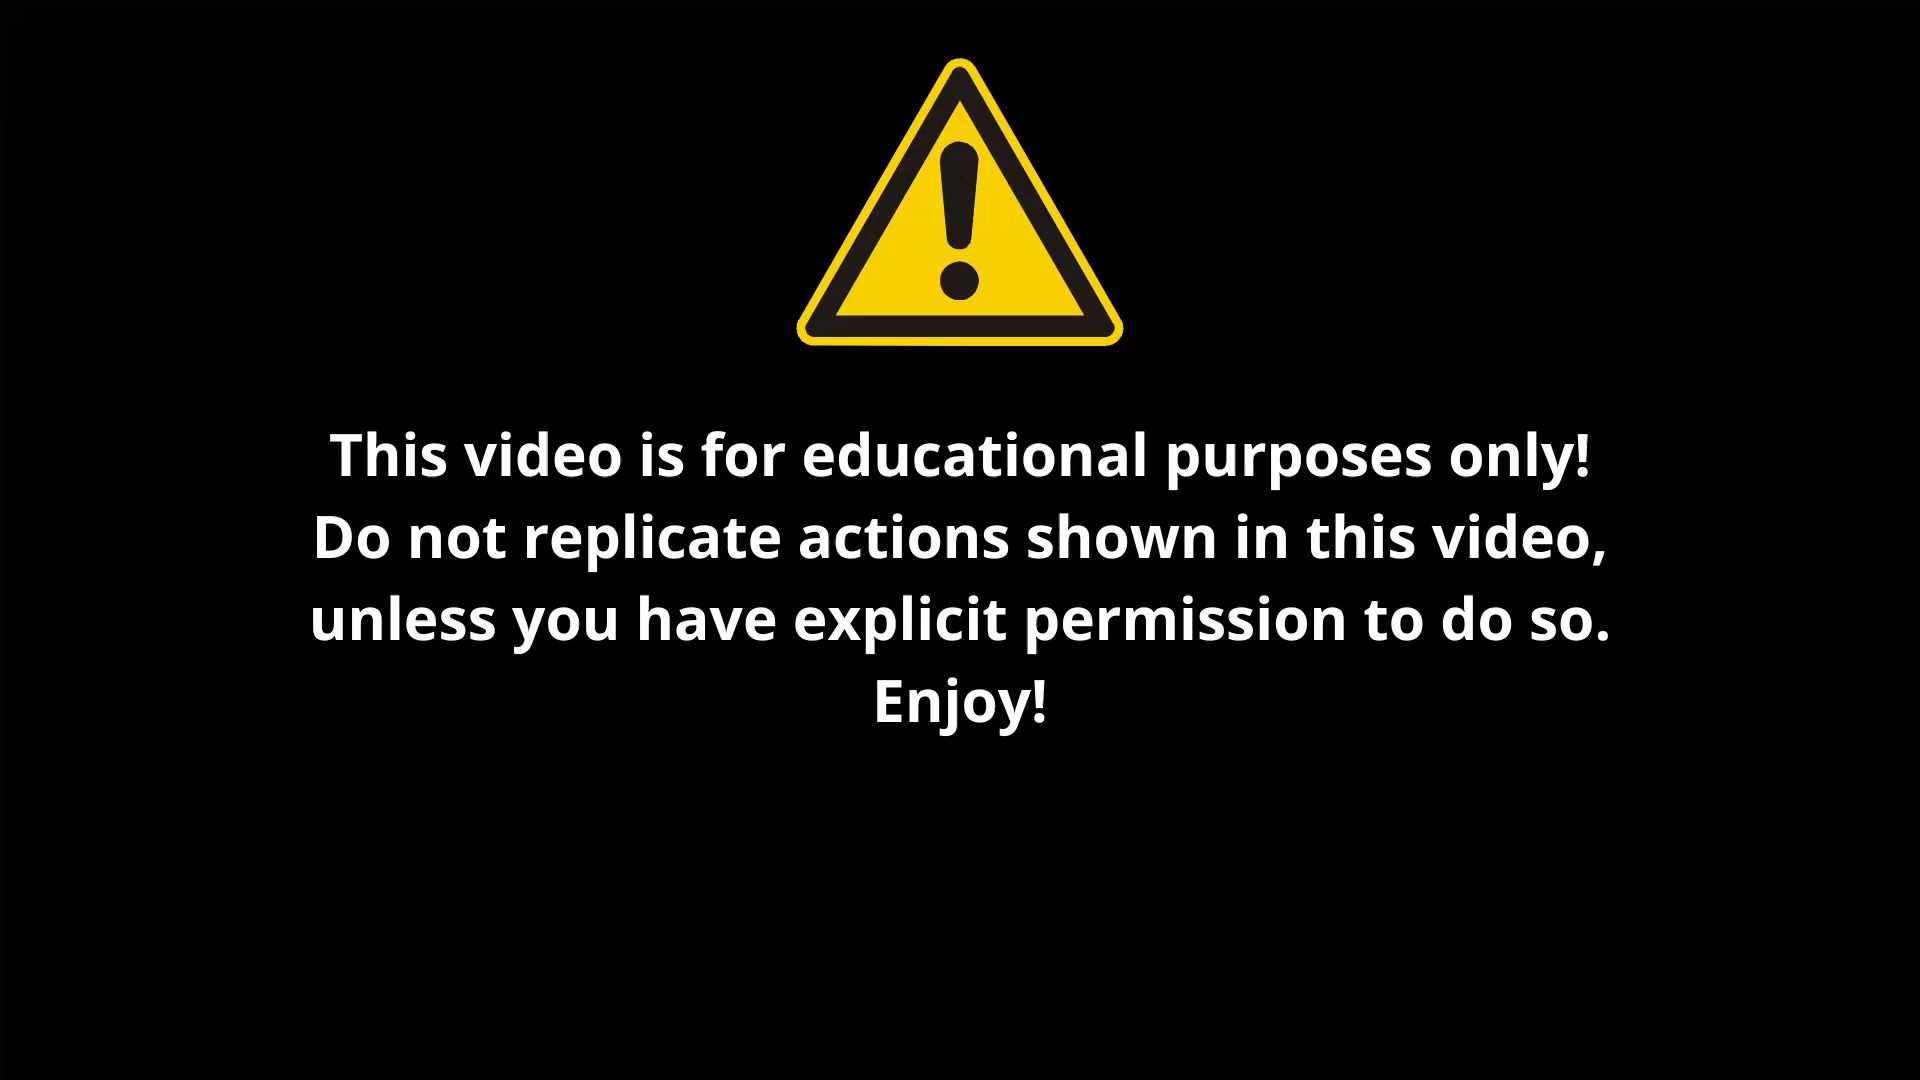 This video is for educational purposes only!
Do not replicate actions shown in this video,
unless you have explicit permission to do so.
Enjoy!